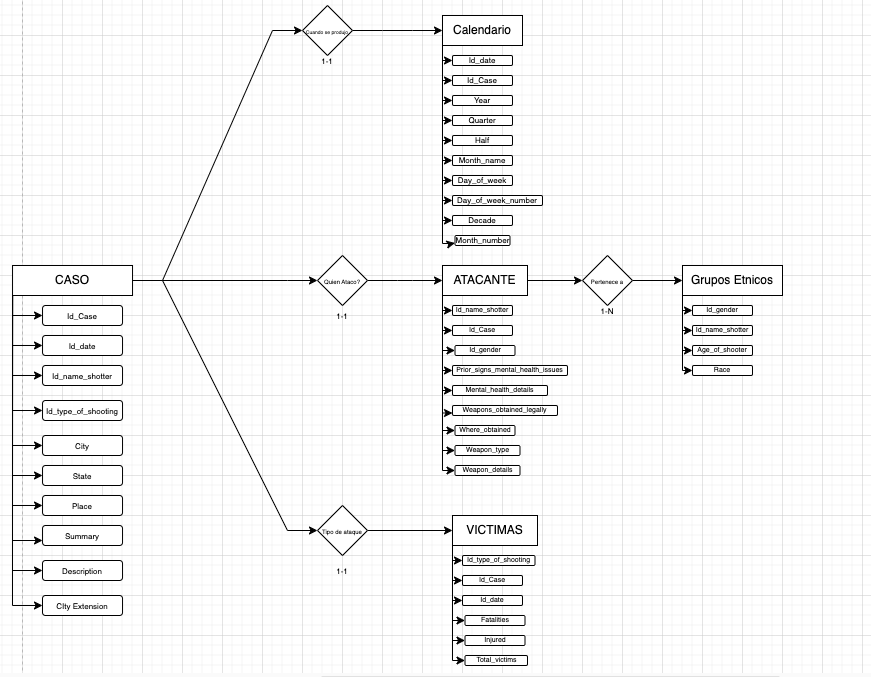 Cuando se produjo
1-1
Calendario
Id_date
Id_Case
Year
Quarter
Half
Month_name
Day_of_week
Day_of_week_number
Decade
Month_number
CASO
Id_Case
Id_date
Id_name_shotter
Id_type_of_shooting
City
State
Place
Summary
Description
CIty Extension
Quien Ataco?
1-1
ATACANTE
Id_name_shotter
Id_Case
Id_gender
Prior_signs_mental_health_issues
Mental_health_details
Weapons_obtained_legally
Where_obtained
Weapon_type
Weapon_details
Pertenece a
1-N
Grupos Etnicos
Id_gender
Id_name_shotter
Age_of_shooter
Race
Tipo de ataque
1-1
VICTIMAS
Id_type_of_shooting
Id_Case
Id_date
Fatalities
Injured
Total_victims